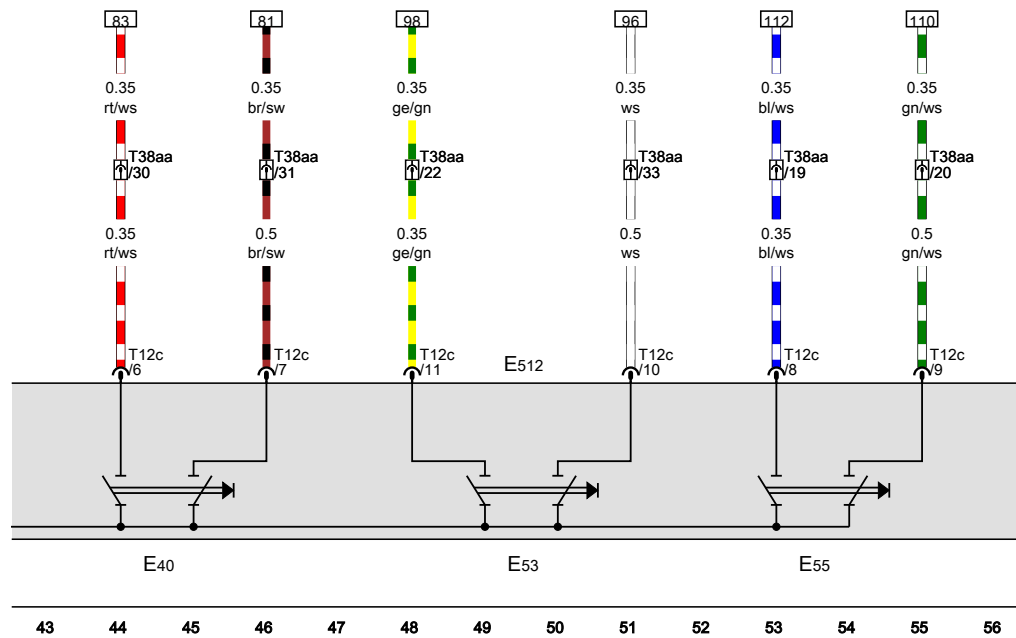 83 81 98 96 112 110
0.35 0.35 0.35 0.35 0.35 0.35
rt/ws br/sw ge/gn ws bl/ws gn/ws
T38aa T38aa T38aa T38aa T38aa T38aa
/30 /31 /22 /33 /19 /20
0.35 0.5 0.35 0.5 0.35 0.5
rt/ws br/sw ge/gn ws bl/ws gn/ws
T12c T12c T12c E512 T12c T12c T12c
/6 /7 /11 /10 /8 /9
E40 E53 E55
43 44 45 46 47 48 49 50 51 52 53 54 55 56